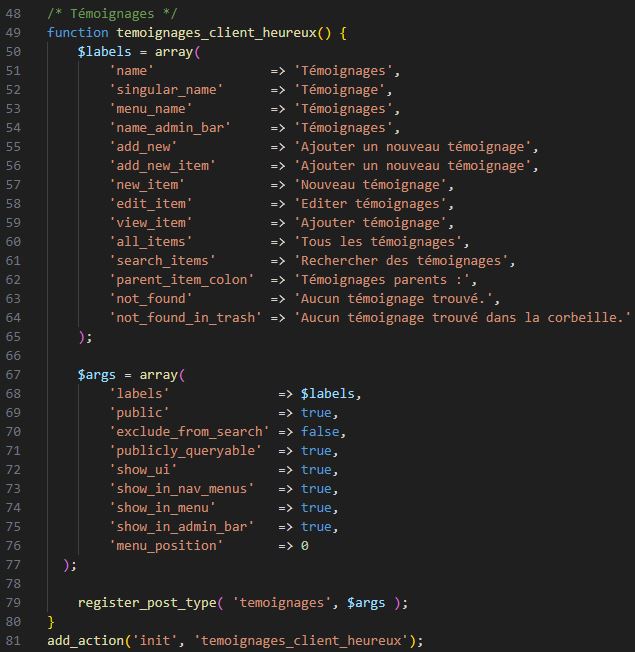 48 /* Témoignages */
49 function temoignages_client_heureux() {
50     $labels = array(
51         'name'               => 'Témoignages',
52         'singular_name'      => 'Témoignage',
53         'menu_name'          => 'Témoignages',
54         'name_admin_bar'     => 'Témoignages',
55         'add_new'            => 'Ajouter un nouveau témoignage',
56         'add_new_item'       => 'Ajouter un nouveau témoignage',
57         'new_item'           => 'Nouveau témoignage',
58         'edit_item'          => 'Editer témoignages',
59         'view_item'          => 'Ajouter témoignage',
60         'all_items'          => 'Tous les témoignages',
61         'search_items'       => 'Rechercher des témoignages',
62         'parent_item_colon'  => 'Témoignages parents :',
63         'not_found'          => 'Aucun témoignage trouvé.',
64         'not_found_in_trash' => 'Aucun témoignage trouvé dans la corbeille.'
65     );
66
67     $args = array(
68         'labels'              => $labels,
69         'public'              => true,
70         'exclude_from_search' => false,
71         'publicly_queryable'  => true,
72         'show_ui'             => true,
73         'show_in_nav_menus'   => true,
74         'show_in_menu'        => true,
75         'show_in_admin_bar'   => true,
76         'menu_position'       => 0
77   );
78
79     register_post_type( 'temoignages', $args );
80 }
81 add_action('init', 'temoignages_client_heureux');